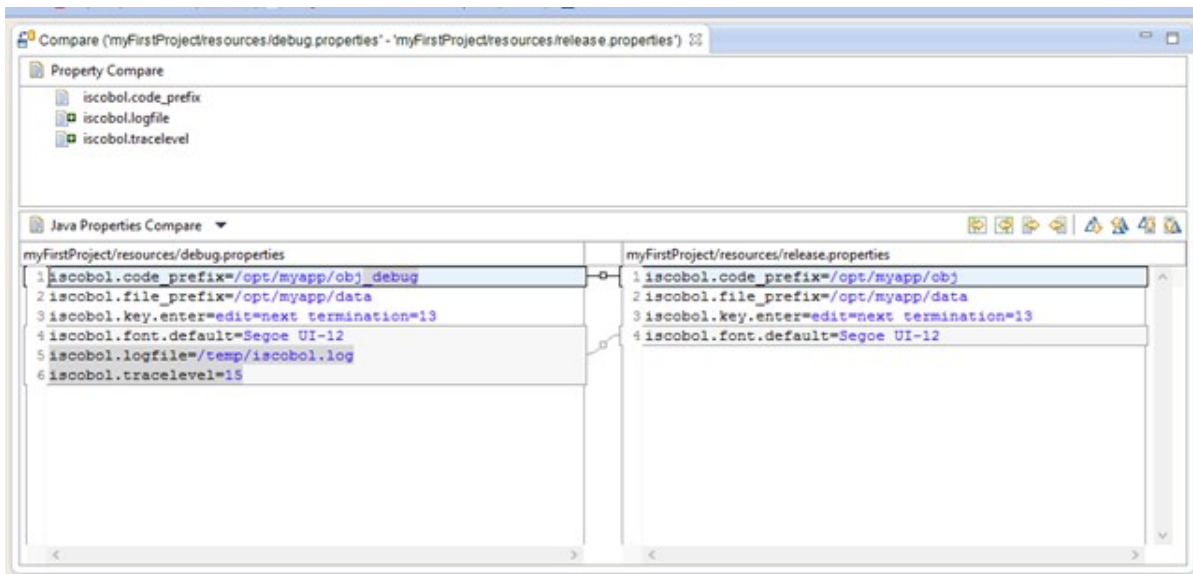 Compare ('myFirstProject/resources/debug.properties' - 'myFirstProject/resources/release.properties')
Property Compare
iscobol.code_prefix
iscobol.logfile
iscobol.tracelevel
Java Properties Compare
myFirstProject/resources/debug.properties
1 iscobol.code_prefix=/opt/myapp/obj_debug
2 iscobol.file_prefix=/opt/myapp/data
3 iscobol.key.enter=edit=next termination=13
4 iscobol.font.default=Segoe UI-12
5 iscobol.logfile=/temp/iscobol.log
6 iscobol.tracelevel=15
myFirstProject/resources/release.properties
1 iscobol.code_prefix=/opt/myapp/obj
2 iscobol.file_prefix=/opt/myapp/data
3 iscobol.key.enter=edit=next termination=13
4 iscobol.font.default=Segoe UI-12